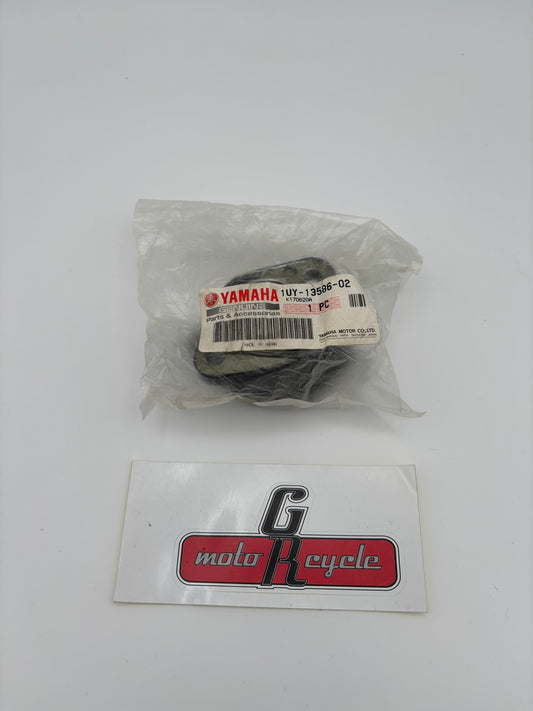 YAMAHA
GENUINE
Parts & Accessories
1UY-13586-02
K170620A
1 PC
YAMAHA MOTOR CO., LTD.
MADE IN JAPAN
GR
moto cycle